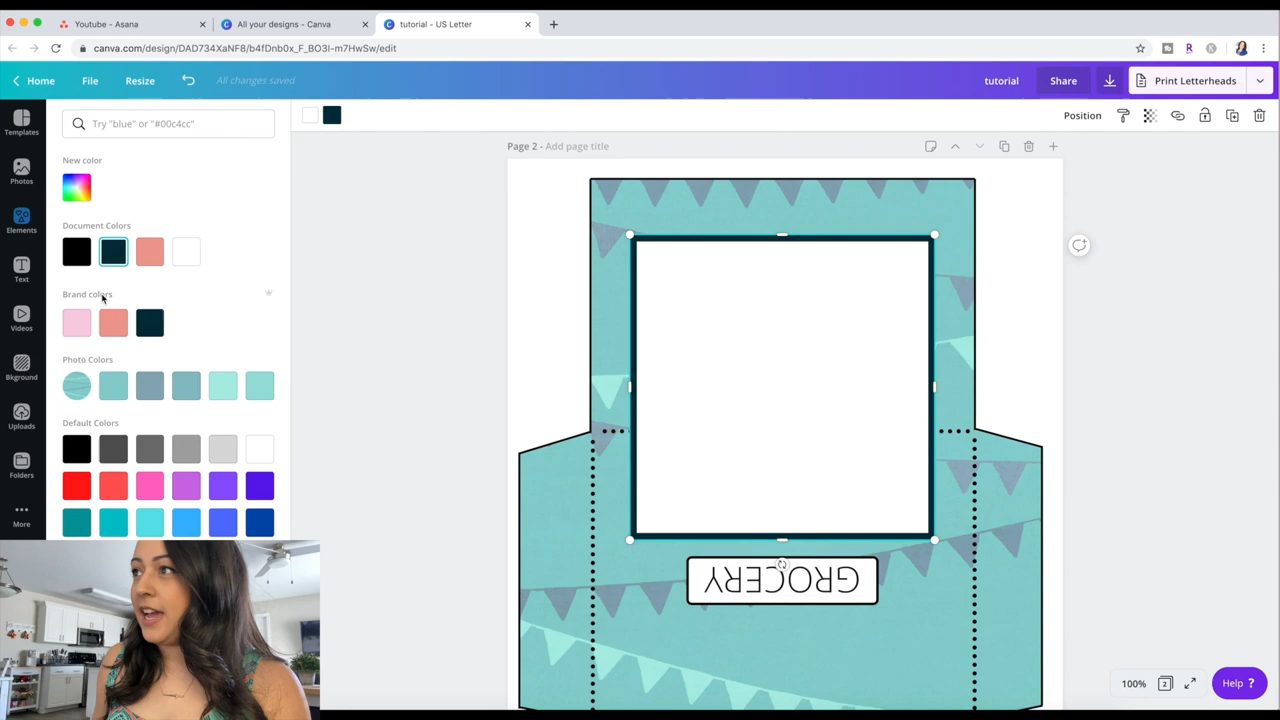 Youtube - Asana
All your designs - Canva
tutorial - US Letter
canva.com/design/DAD734XaNF8/b4fDnb0x_F_BO3I-m7HwSw/edit
Home
File
Resize
All changes saved
tutorial
Share
Print Letterheads
Templates
Photos
Elements
Text
Videos
Bkground
Uploads
Folders
More
Try "blue" or "#00c4cc"
New color
Document Colors
Brand colors
Photo Colors
Default Colors
Position
Page 2 - Add page title
GROCERY
100%
2
Help ?